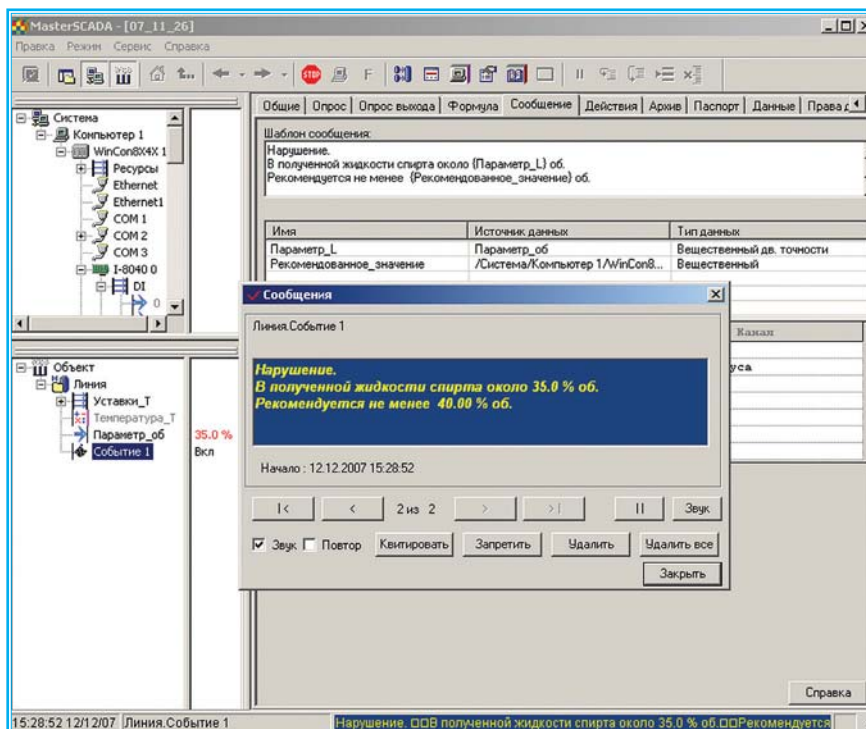 MasterSCADA - [07_11_26]
Правка Режим Сервис Справка
STOP F
Система
Компьютер 1
WinCon8X4X 1
Ресурсы
Ethernet
Ethernet1
COM 1
COM 2
COM 3
I-8040 0
DI
0
Общие Опрос Опрос выхода Формула Сообщение Действия Архив Паспорт Данные Права д
Шаблон сообщения:
Нарушение.
В полученной жидкости спирта около {Параметр_L} об.
Рекомендуется не менее {Рекомендованное_значение} об.
Имя Источник данных Тип данных
Параметр_L Параметр_об Вещественный дв. точности
Рекомендованное_значение /Система/Компьютер 1/WinCon8... Вещественный
Канал
уса
Объект
Линия
Уставки_Т
Температура_Т
Параметр_об 35.0 %
Событие 1 Вкл
Сообщения
Линия.Событие 1
Нарушение.
В полученной жидкости спирта около 35.0 % об.
Рекомендуется не менее 40.00 % об.
Начало : 12.12.2007 15:28:52
|< < 2 из 2 > >| || Звук
Звук Повтор Квитировать Запретить Удалить Удалить все
Закрыть
Справка
15:28:52 12/12/07 Линия.Событие 1 Нарушение. □□В полученной жидкости спирта около 35.0 % об.□□Рекомендуется